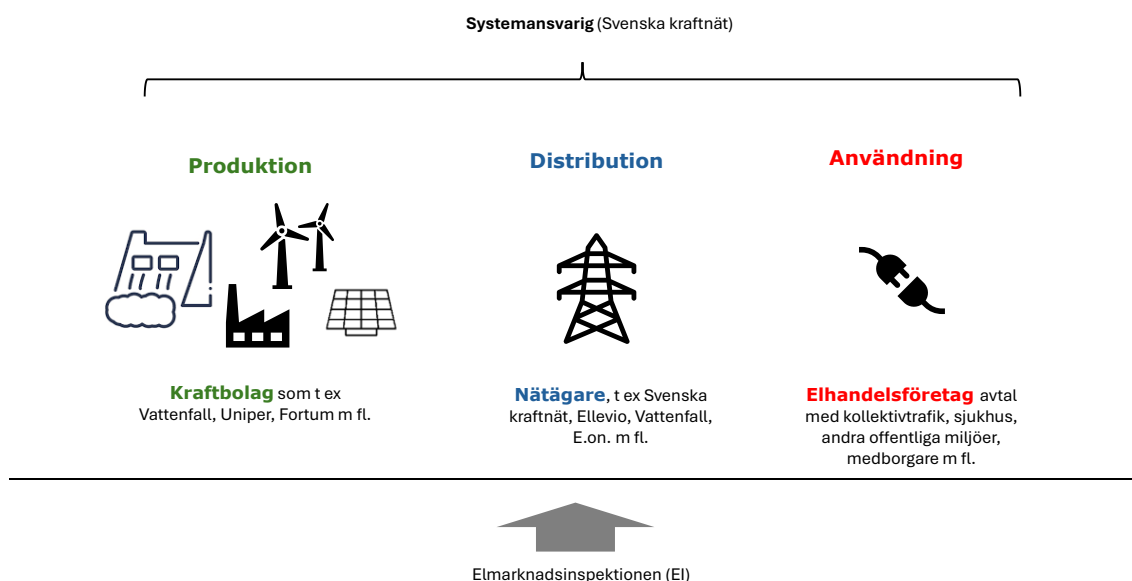 Systemansvarig (Svenska kraftnät)
Produktion
Distribution
Användning
Kraftbolag som t ex
Vattenfall, Uniper, Fortum m fl.
Nätägare, t ex Svenska
kraftnät, Ellevio, Vattenfall,
E.on. m fl.
Elhandelsföretag avtal
med kollektivtrafik, sjukhus,
andra offentliga miljöer,
medborgare m fl.
Elmarknadsinspektionen (EI)